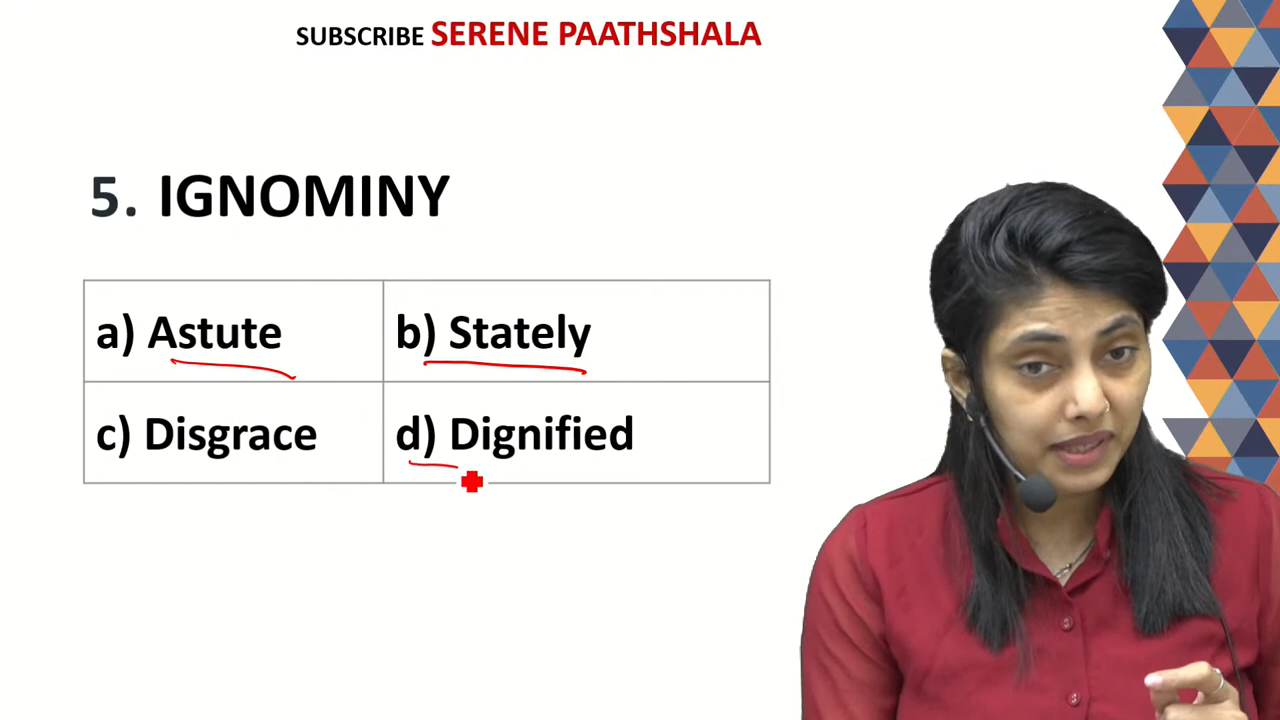 SUBSCRIBE SERENE PAATHSHALA
5. IGNOMINY
a) Astute b) Stately
c) Disgrace d) Dignified